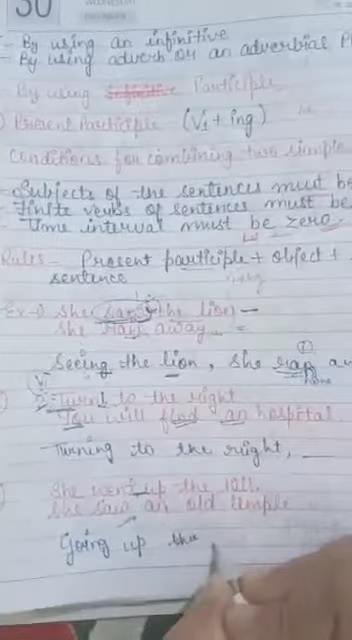 30
- By using an infinitive
- By using adverb or an adverbial
By using Participle
Present Participle (V1 + ing)
Conditions for combining two simple
- Subjects of the sentences must be
- Finite verbs of sentences must be
- Time interval must be zero
Rules - Present participle + object +
sentence
Ex- She saw the lion
She away
Seeing the lion, she ran
Turn to the right
You will find an hospital
Turning to the right,
She went up the
She saw an old temple
Going up the